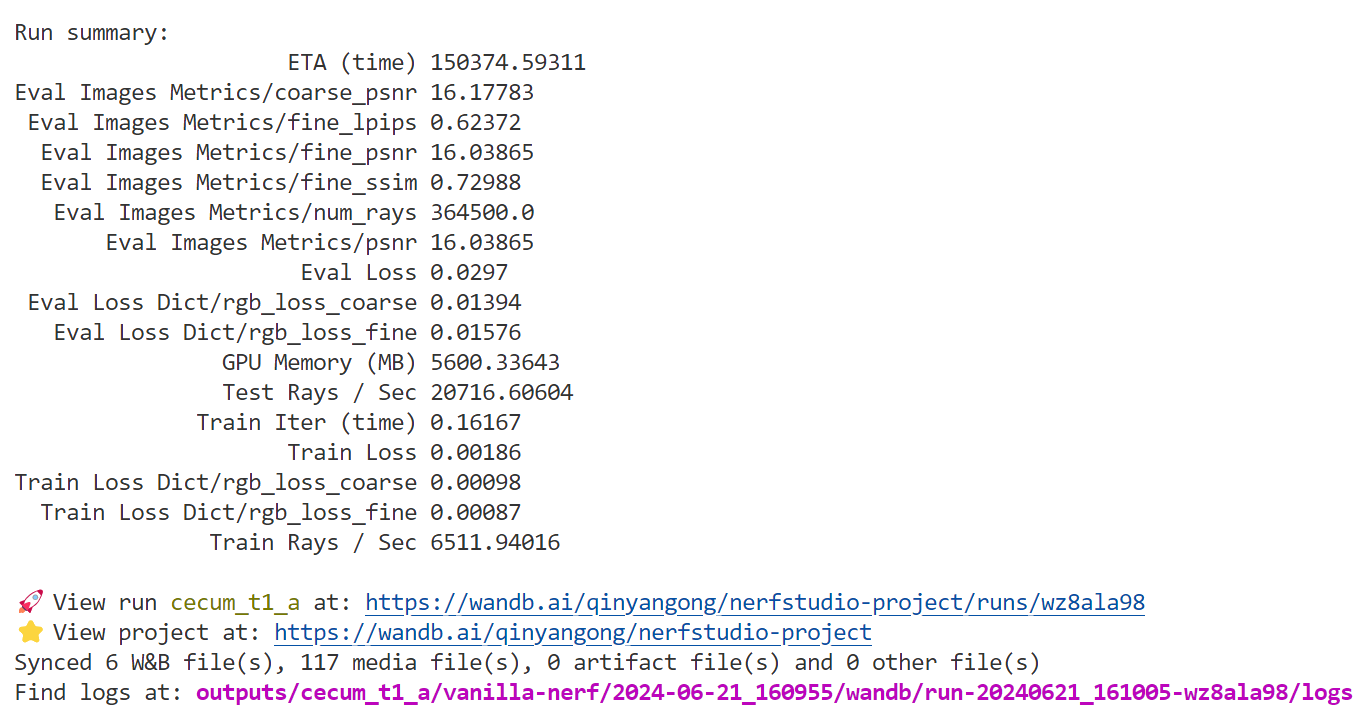 Run summary:
ETA (time) 150374.59311
Eval Images Metrics/coarse_psnr 16.17783
Eval Images Metrics/fine_lpips 0.62372
Eval Images Metrics/fine_psnr 16.03865
Eval Images Metrics/fine_ssim 0.72988
Eval Images Metrics/num_rays 364500.0
Eval Images Metrics/psnr 16.03865
Eval Loss 0.0297
Eval Loss Dict/rgb_loss_coarse 0.01394
Eval Loss Dict/rgb_loss_fine 0.01576
GPU Memory (MB) 5600.33643
Test Rays / Sec 20716.60604
Train Iter (time) 0.16167
Train Loss 0.00186
Train Loss Dict/rgb_loss_coarse 0.00098
Train Loss Dict/rgb_loss_fine 0.00087
Train Rays / Sec 6511.94016
🚀 View run cecum_t1_a at: https://wandb.ai/qinyangong/nerfstudio-project/runs/wz8ala98
⭐ View project at: https://wandb.ai/qinyangong/nerfstudio-project
Synced 6 W&B file(s), 117 media file(s), 0 artifact file(s) and 0 other file(s)
Find logs at: outputs/cecum_t1_a/vanilla-nerf/2024-06-21_160955/wandb/run-20240621_161005-wz8ala98/logs